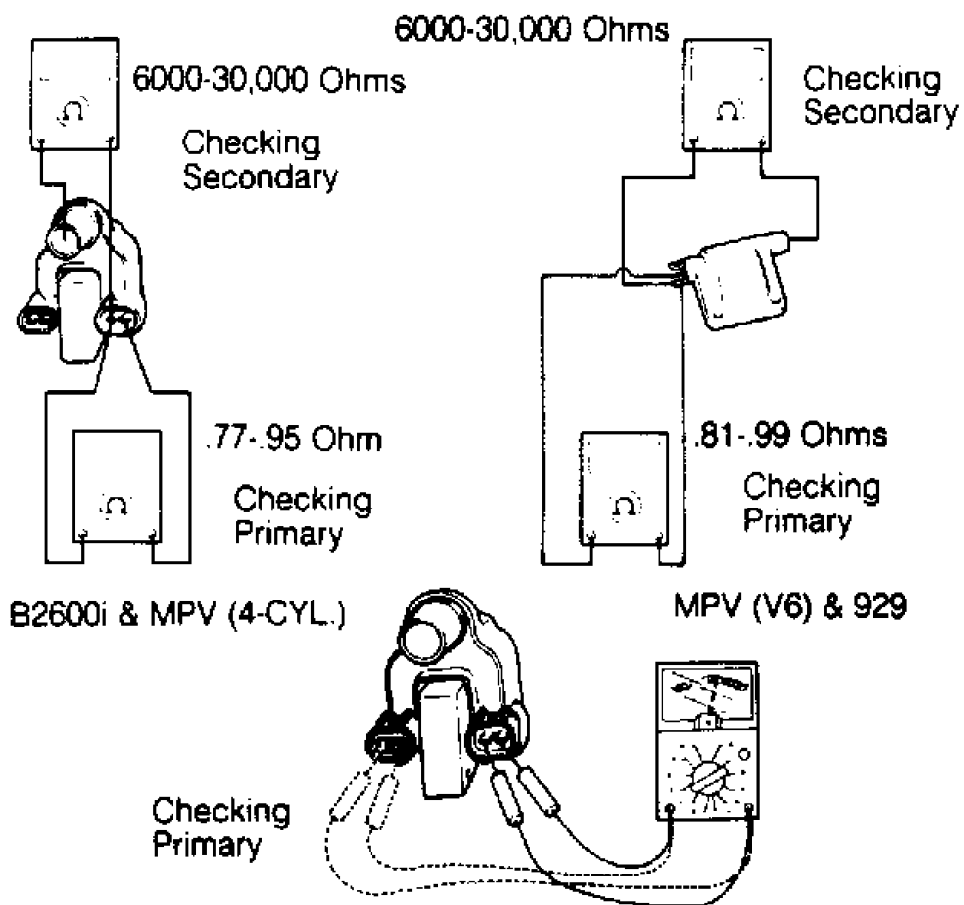 6000-30,000 Ohms
Checking
Secondary
.77-.95 Ohm
Checking
Primary
B2600i & MPV (4-CYL.)
6000-30,000 Ohms
Checking
Secondary
.81-.99 Ohms
Checking
Primary
MPV (V6) & 929
Checking
Primary
Ω
Ω
Ω
Ω